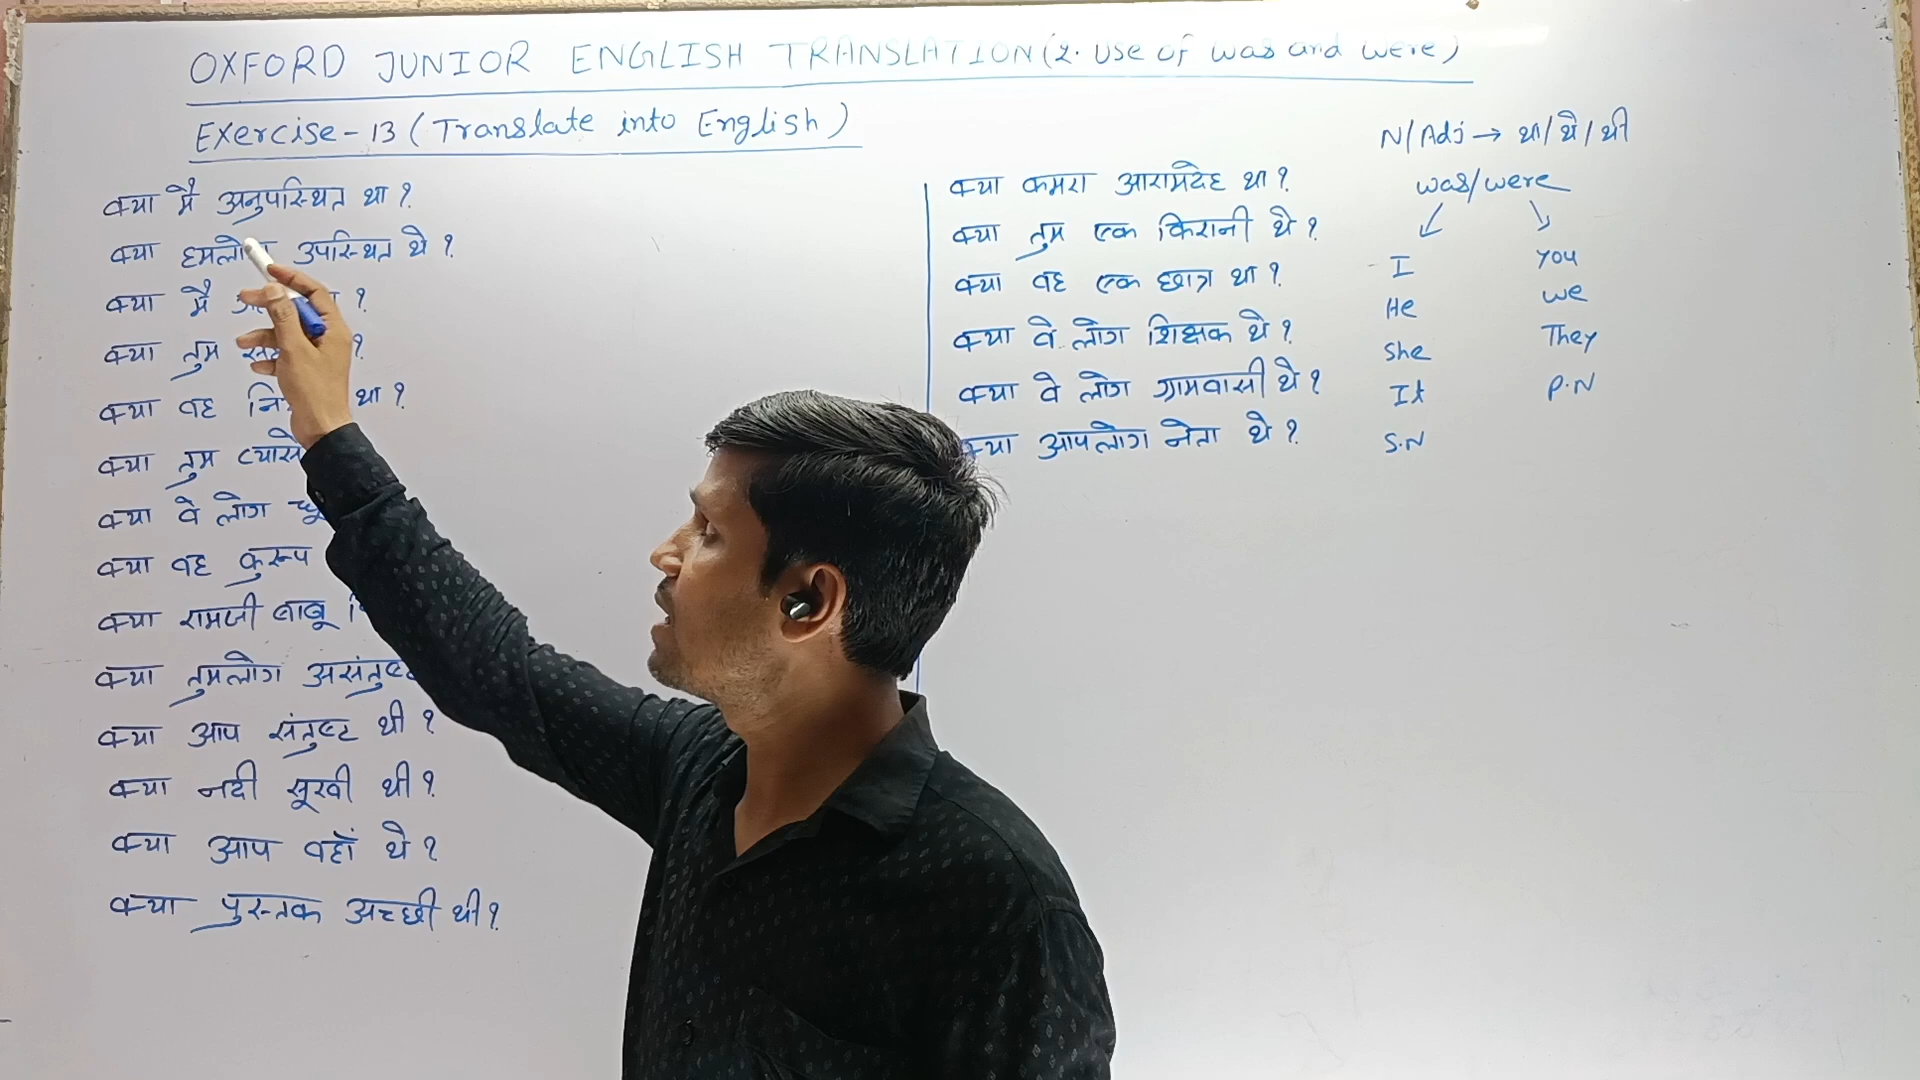 OXFORD JUNIOR ENGLISH TRANSLATION (2. Use of was and were)
Exercise-13 (Translate into English)
क्या मैं अनुपस्थित था ?
क्या हमलोग उपस्थित थे ?
क्या मैं ?
क्या तुम ?
क्या वह था ?
क्या तुम प्यासे
क्या वे लोग
क्या वह कुरूप
क्या रामजी बाबू
क्या तुमलोग असंतुष्ट
क्या आप संतुष्ट थी ?
क्या नदी सूखी थी ?
क्या आप वहाँ थे ?
क्या पुस्तक अच्छी थी ?
क्या कमरा आरामदेह था ?
क्या तुम एक किरानी थे ?
क्या वह एक छात्र था ?
क्या वे लोग शिक्षक थे ?
क्या वे लोग ग्रामवासी थे ?
क्या आपलोग नेता थे ?
N/Adj → था/थे/थी
was/were
I You
He We
She They
It P.N
S.N